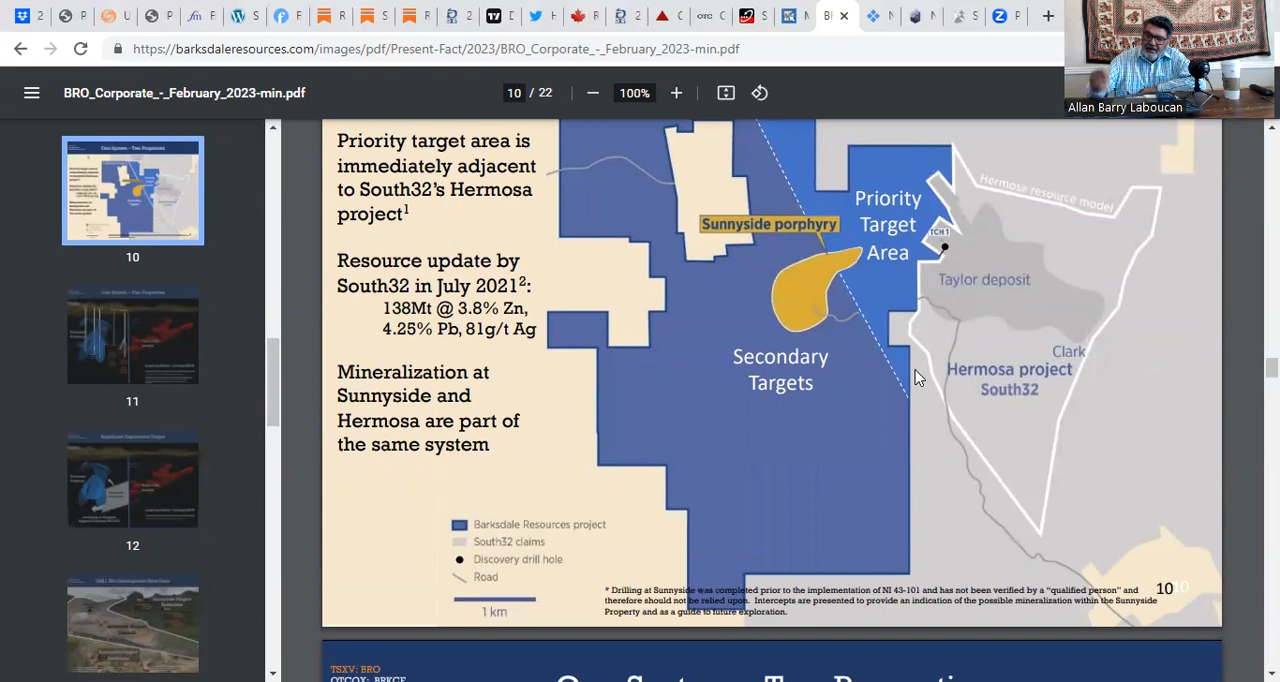 https://barksdaleresources.com/images/pdf/Present-Fact/2023/BRO_Corporate_-_February_2023-min.pdf
Allan Barry Laboucan
BRO_Corporate_-_February_2023-min.pdf
10 / 22
100%
Priority target area is
immediately adjacent
to South32's Hermosa
project1
Resource update by
South32 in July 20212:
138Mt @ 3.8% Zn,
4.25% Pb, 81g/t Ag
Mineralization at
Sunnyside and
Hermosa are part of
the same system
Sunnyside porphyry
Priority
Target
Area
Hermosa resource model
TCH1
Taylor deposit
Clark
Hermosa project
South32
Secondary
Targets
Barksdale Resources project
South32 claims
Discovery drill hole
Road
1 km
* Drilling at Sunnyside was completed prior to the implementation of NI 43-101 and has not been verified by a "qualified person" and
therefore should not be relied upon. Intercepts are presented to provide an indication of the possible mineralization within the Sunnyside
Property and as a guide to future exploration.
10
10
10
11
12
TSXV: BRO
OTCQX: BRKCF